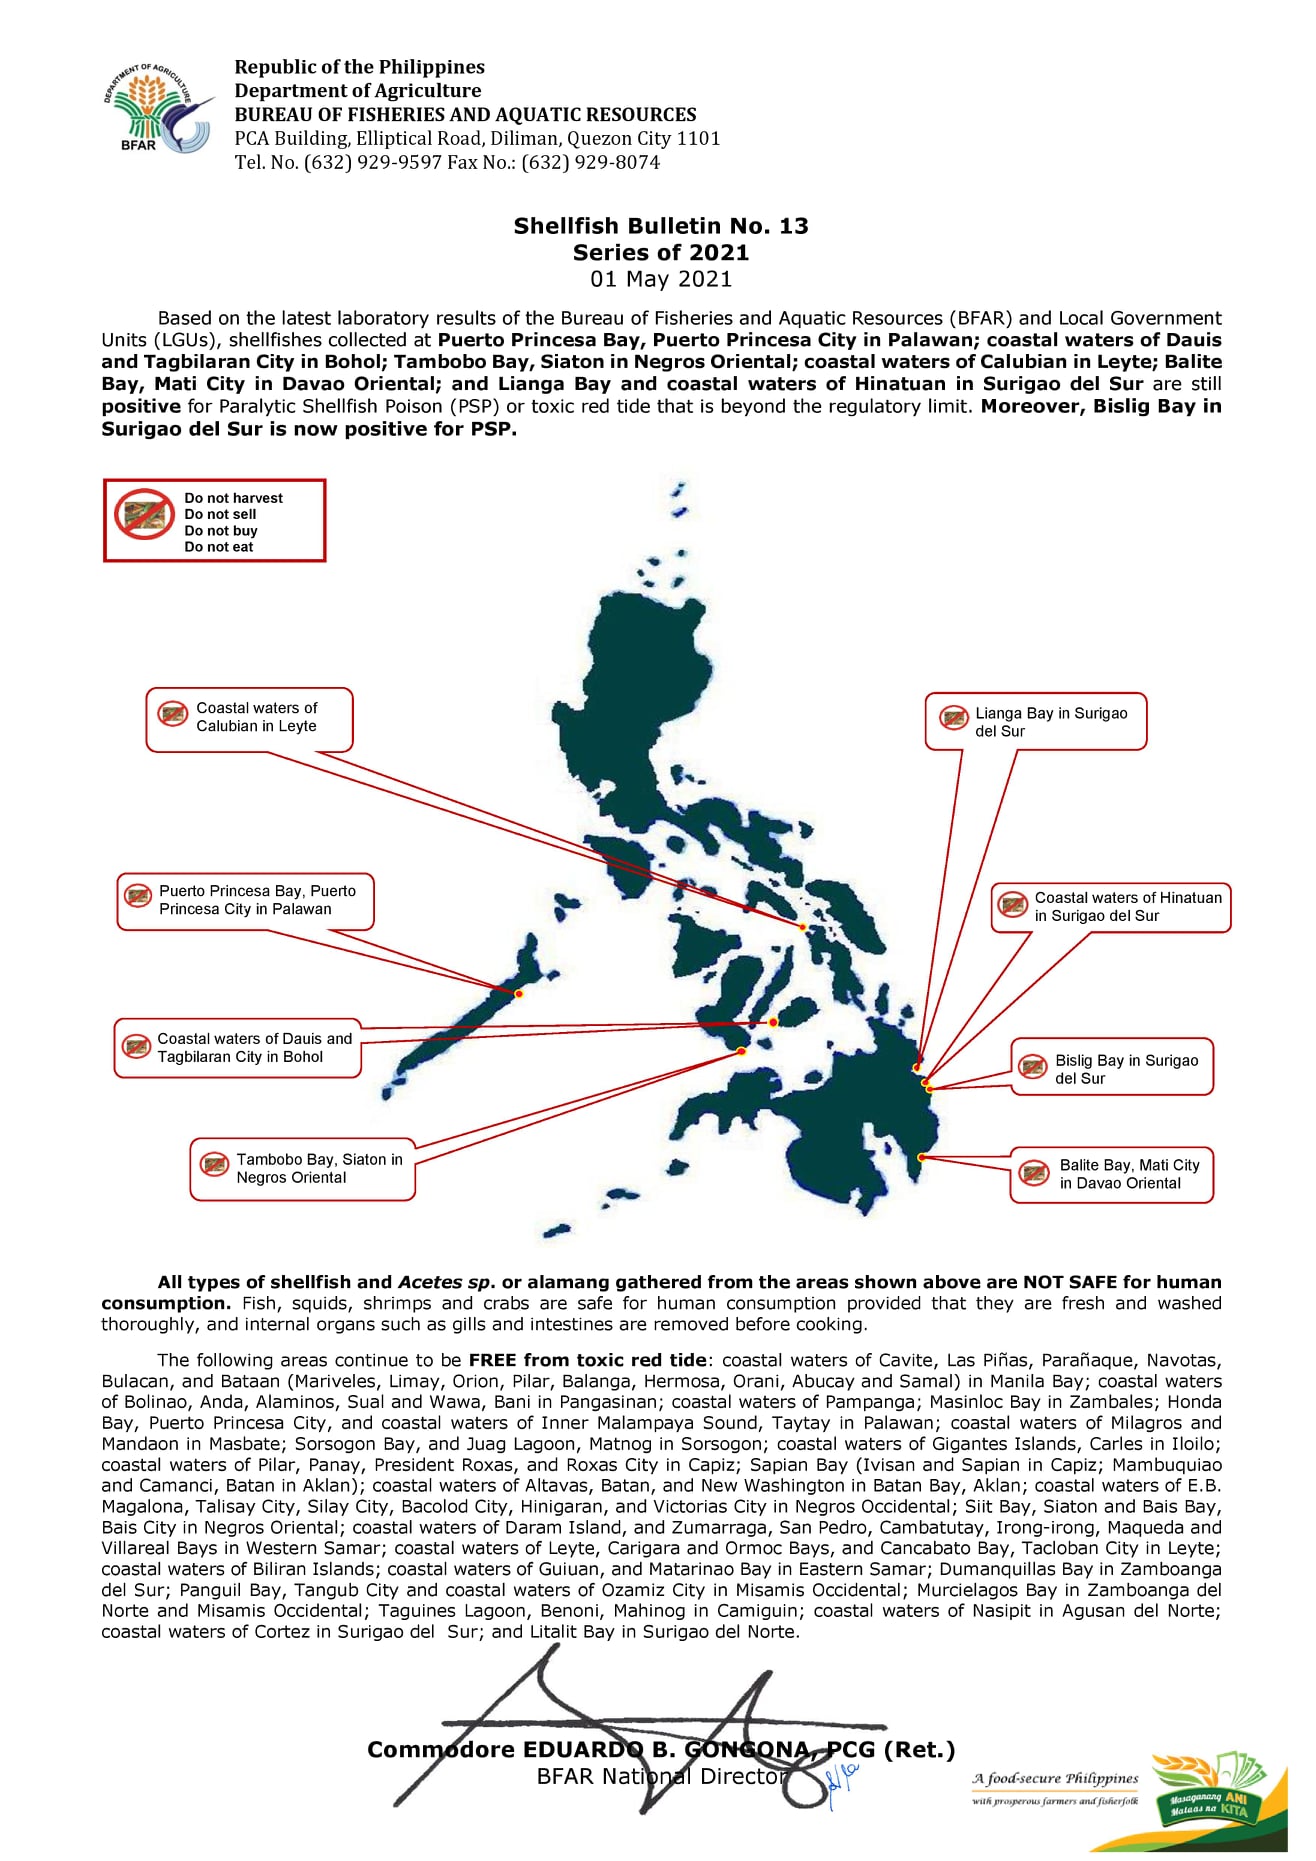 DEPARTMENT OF AGRICULTURE
BFAR
Republic of the Philippines
Department of Agriculture
BUREAU OF FISHERIES AND AQUATIC RESOURCES
PCA Building, Elliptical Road, Diliman, Quezon City 1101
Tel. No. (632) 929-9597 Fax No.: (632) 929-8074
Shellfish Bulletin No. 13
Series of 2021
01 May 2021
Based on the latest laboratory results of the Bureau of Fisheries and Aquatic Resources (BFAR) and Local Government
Units (LGUs), shellfishes collected at Puerto Princesa Bay, Puerto Princesa City in Palawan; coastal waters of Dauis
and Tagbilaran City in Bohol; Tambobo Bay, Siaton in Negros Oriental; coastal waters of Calubian in Leyte; Balite
Bay, Mati City in Davao Oriental; and Lianga Bay and coastal waters of Hinatuan in Surigao del Sur are still
positive for Paralytic Shellfish Poison (PSP) or toxic red tide that is beyond the regulatory limit. Moreover, Bislig Bay in
Surigao del Sur is now positive for PSP.
Do not harvest
Do not sell
Do not buy
Do not eat
Coastal waters of
Calubian in Leyte
Lianga Bay in Surigao
del Sur
Puerto Princesa Bay, Puerto
Princesa City in Palawan
Coastal waters of Hinatuan
in Surigao del Sur
Coastal waters of Dauis and
Tagbilaran City in Bohol
Bislig Bay in Surigao
del Sur
Tambobo Bay, Siaton in
Negros Oriental
Balite Bay, Mati City
in Davao Oriental
All types of shellfish and Acetes sp. or alamang gathered from the areas shown above are NOT SAFE for human
consumption. Fish, squids, shrimps and crabs are safe for human consumption provided that they are fresh and washed
thoroughly, and internal organs such as gills and intestines are removed before cooking.
The following areas continue to be FREE from toxic red tide: coastal waters of Cavite, Las Piñas, Parañaque, Navotas,
Bulacan, and Bataan (Mariveles, Limay, Orion, Pilar, Balanga, Hermosa, Orani, Abucay and Samal) in Manila Bay; coastal waters
of Bolinao, Anda, Alaminos, Sual and Wawa, Bani in Pangasinan; coastal waters of Pampanga; Masinloc Bay in Zambales; Honda
Bay, Puerto Princesa City, and coastal waters of Inner Malampaya Sound, Taytay in Palawan; coastal waters of Milagros and
Mandaon in Masbate; Sorsogon Bay, and Juag Lagoon, Matnog in Sorsogon; coastal waters of Gigantes Islands, Carles in Iloilo;
coastal waters of Pilar, Panay, President Roxas, and Roxas City in Capiz; Sapian Bay (Ivisan and Sapian in Capiz; Mambuquiao
and Camanci, Batan in Aklan); coastal waters of Altavas, Batan, and New Washington in Batan Bay, Aklan; coastal waters of E.B.
Magalona, Talisay City, Silay City, Bacolod City, Hinigaran, and Victorias City in Negros Occidental; Siit Bay, Siaton and Bais Bay,
Bais City in Negros Oriental; coastal waters of Daram Island, and Zumarraga, San Pedro, Cambatutay, Irong-irong, Maqueda and
Villareal Bays in Western Samar; coastal waters of Leyte, Carigara and Ormoc Bays, and Cancabato Bay, Tacloban City in Leyte;
coastal waters of Biliran Islands; coastal waters of Guiuan, and Matarinao Bay in Eastern Samar; Dumanquillas Bay in Zamboanga
del Sur; Panguil Bay, Tangub City and coastal waters of Ozamiz City in Misamis Occidental; Murcielagos Bay in Zamboanga del
Norte and Misamis Occidental; Taguines Lagoon, Benoni, Mahinog in Camiguin; coastal waters of Nasipit in Agusan del Norte;
coastal waters of Cortez in Surigao del Sur; and Litalit Bay in Surigao del Norte.
Commodore EDUARDO B. GONGONA, PCG (Ret.)
BFAR National Director
A food-secure Philippines
with prosperous farmers and fisherfolk
Masaganang ANI
Mataas na KITA